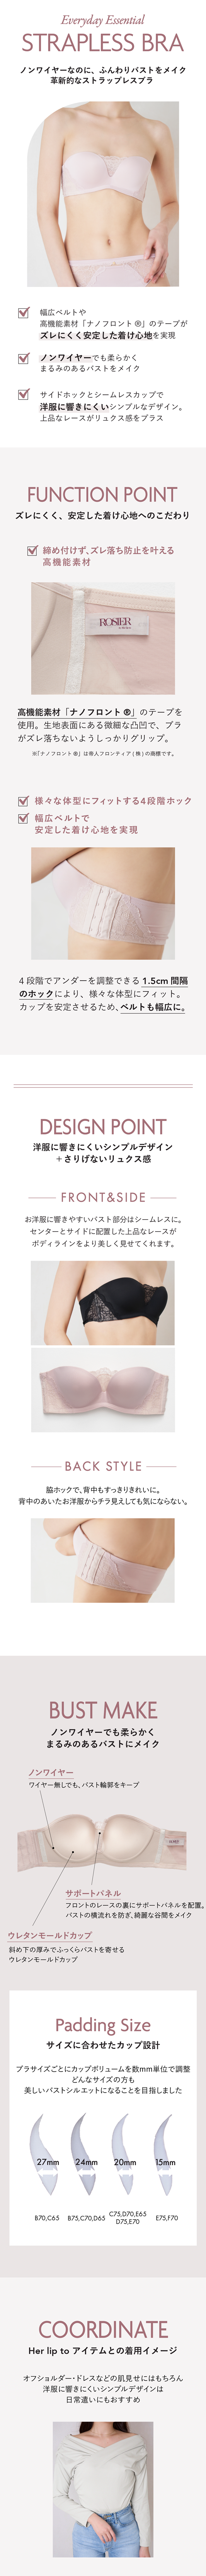 Everyday Essential
STRAPLESS BRA
ノンワイヤーなのに、ふんわりバストをメイク
革新的なストラップレスブラ
幅広ベルトや
高機能素材「ナノフロント®」のテープが
ズレにくく安定した着け心地を実現
ノンワイヤーでも柔らかく
まるみのあるバストをメイク
サイドホックとシームレスカップで
洋服に響きにくいシンプルなデザイン。
上品なレースがリュクス感をプラス
FUNCTION POINT
ズレにくく、安定した着け心地へのこだわり
締め付けず、ズレ落ち防止を叶える
高機能素材
ROSIER
高機能素材「ナノフロント®」のテープを
使用。生地表面にある微細な凸凹で、ブラ
がズレ落ちないようしっかりグリップ。
※「ナノフロント®」は帝人フロンティア(株)の商標です。
様々な体型にフィットする4段階ホック
幅広ベルトで
安定した着け心地を実現
4段階でアンダーを調整できる1.5cm間隔
のホックにより、様々な体型にフィット。
カップを安定させるため、ベルトも幅広に。
DESIGN POINT
洋服に響きにくいシンプルデザイン
＋さりげないリュクス感
FRONT&SIDE
お洋服に響きやすいバスト部分はシームレスに。
センターとサイドに配置した上品なレースが
ボディラインをより美しく見せてくれます。
BACK STYLE
脇ホックで、背中もすっきりきれいに。
背中のあいたお洋服からチラ見えしても気にならない。
BUST MAKE
ノンワイヤーでも柔らかく
まるみのあるバストにメイク
ノンワイヤー
ワイヤー無しでも、バスト輪郭をキープ
サポートパネル
フロントのレースの裏にサポートパネルを配置。
バストの横流れを防ぎ、綺麗な谷間をメイク
ウレタンモールドカップ
斜め下の厚みでふっくらバストを寄せる
ウレタンモールドカップ
Padding Size
サイズに合わせたカップ設計
ブラサイズごとにカップボリュームを数mm単位で調整
どんなサイズの方も
美しいバストシルエットになることを目指しました
27mm 24mm 20mm 15mm
B70,C65 B75,C70,D65 C75,D70,E65 D75,E70 E75,F70
COORDINATE
Her lip to アイテムとの着用イメージ
オフショルダー・ドレスなどの肌見せにはもちろん
洋服に響きにくいシンプルデザインは
日常遣いにもおすすめ